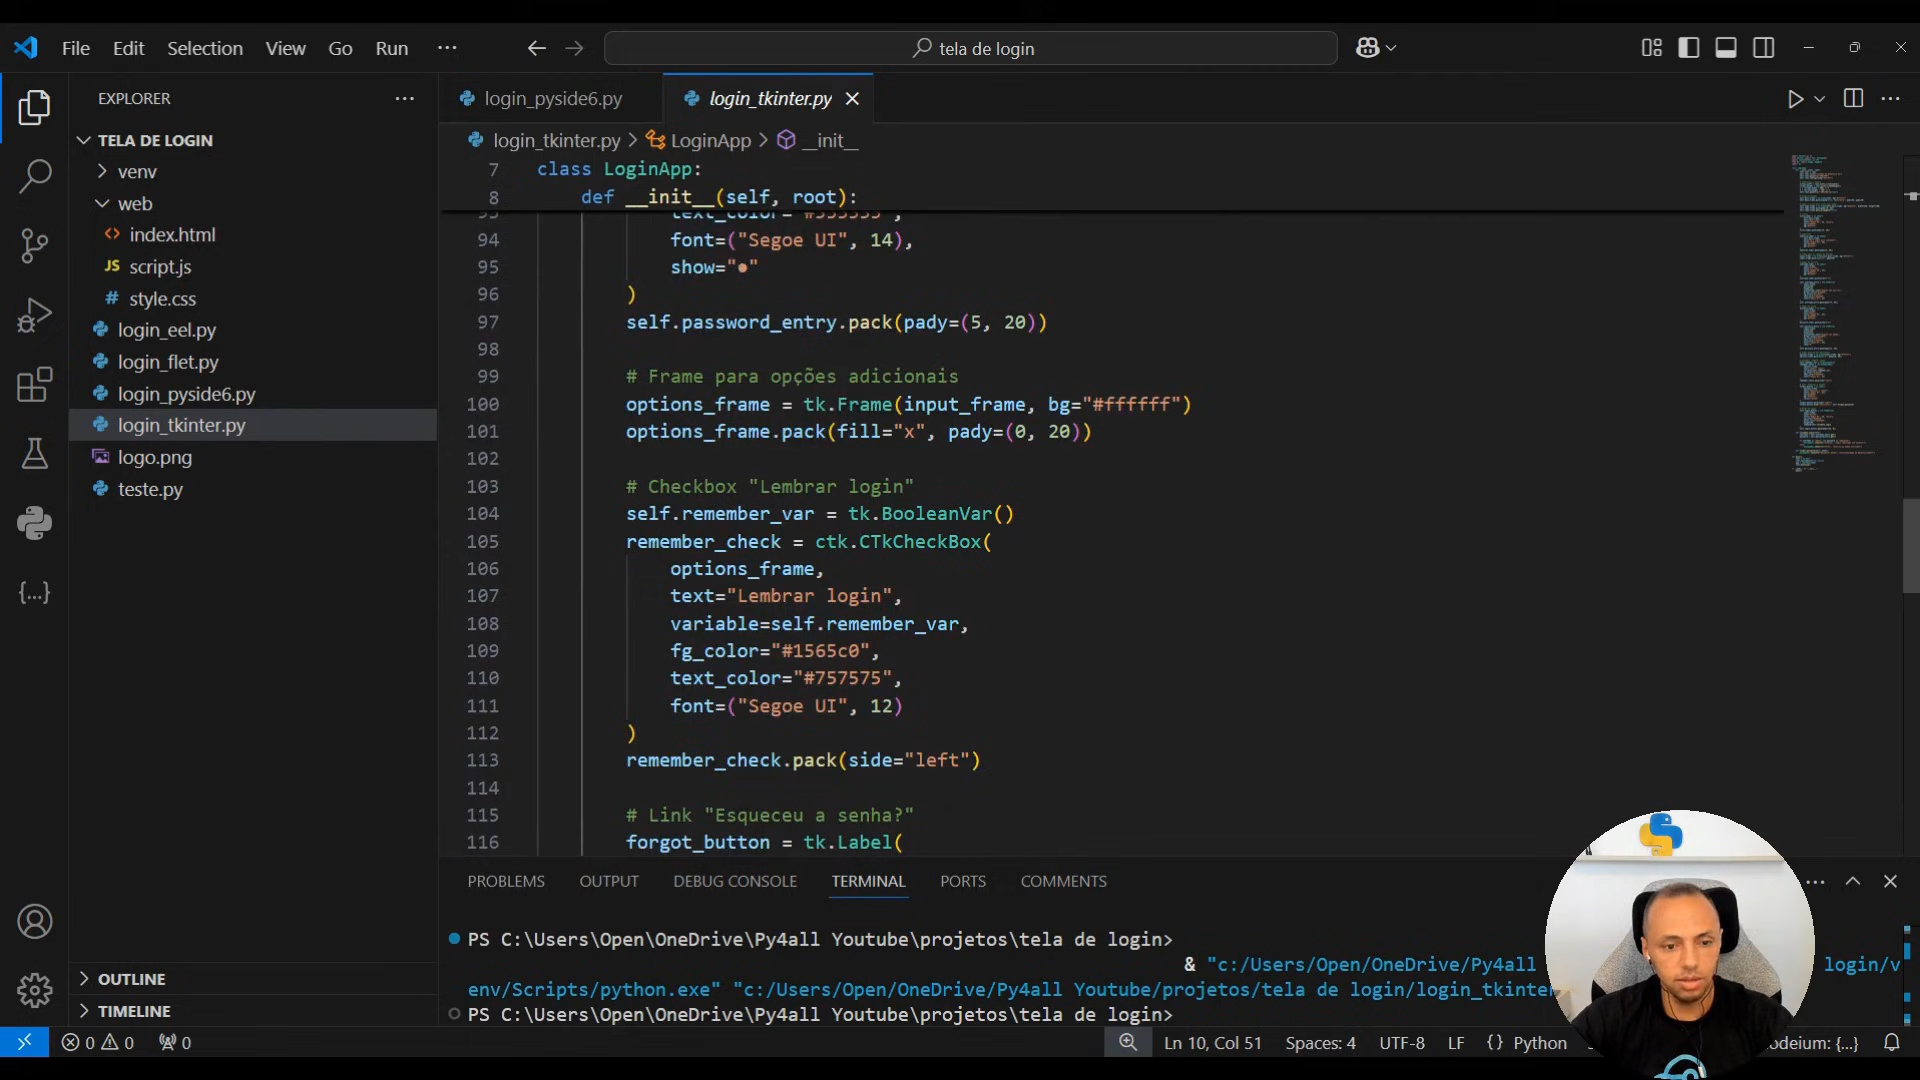 File Edit Selection View Go Run ··· tela de login
EXPLORER ···
TELA DE LOGIN
venv
web
index.html
JS script.js
# style.css
login_eel.py
login_flet.py
login_pyside6.py
login_tkinter.py
logo.png
teste.py
OUTLINE
TIMELINE
login_pyside6.py login_tkinter.py
login_tkinter.py > LoginApp > __init__
7 class LoginApp:
8 def __init__(self, root):
94 font=("Segoe UI", 14),
95 show="●"
96 )
97 self.password_entry.pack(pady=(5, 20))
98
99 # Frame para opções adicionais
100 options_frame = tk.Frame(input_frame, bg="#ffffff")
101 options_frame.pack(fill="x", pady=(0, 20))
102
103 # Checkbox "Lembrar login"
104 self.remember_var = tk.BooleanVar()
105 remember_check = ctk.CTkCheckBox(
106 options_frame,
107 text="Lembrar login",
108 variable=self.remember_var,
109 fg_color="#1565c0",
110 text_color="#757575",
111 font=("Segoe UI", 12)
112 )
113 remember_check.pack(side="left")
114
115 # Link "Esqueceu a senha?"
116 forgot_button = tk.Label(
PROBLEMS OUTPUT DEBUG CONSOLE TERMINAL PORTS COMMENTS
PS C:\Users\Open\OneDrive\Py4all Youtube\projetos\tela de login>
& "c:/Users/Open/OneDrive/Py4all login/v
env/Scripts/python.exe" "c:/Users/Open/OneDrive/Py4all Youtube/projetos/tela de login/login_tkinter
PS C:\Users\Open\OneDrive\Py4all Youtube\projetos\tela de login>
0 0 0 Ln 10, Col 51 Spaces: 4 UTF-8 LF {} Python odeium: {...}